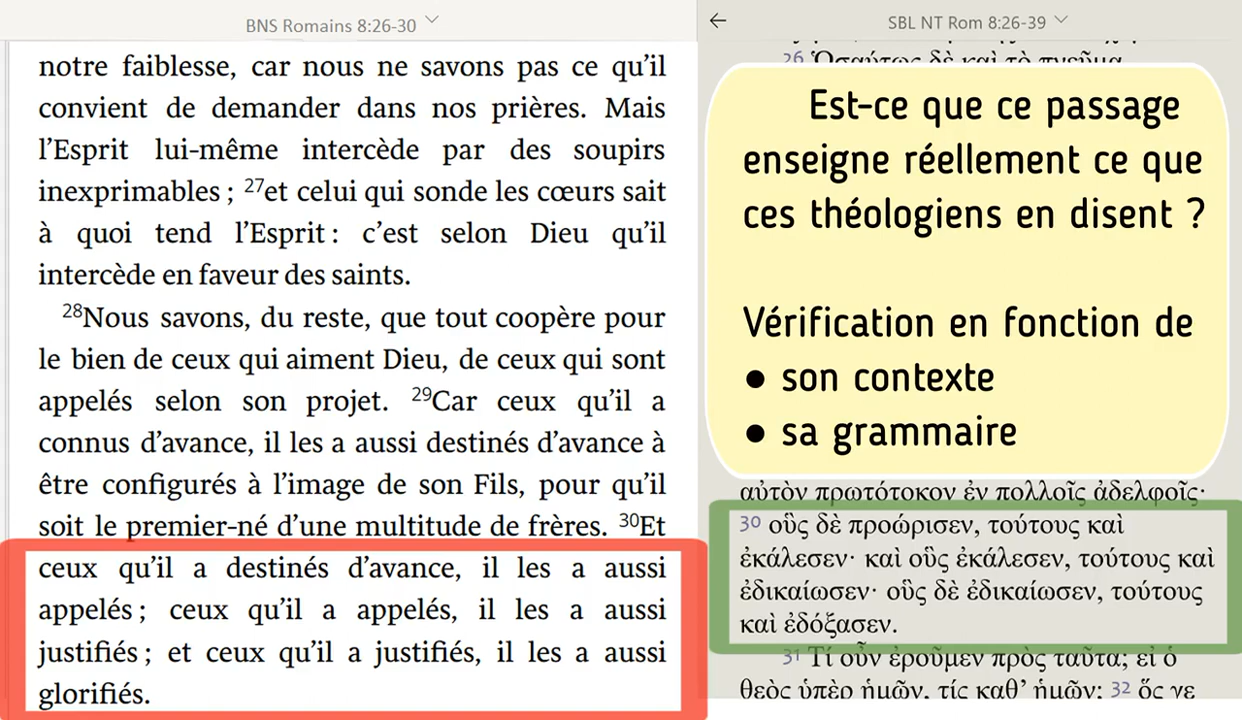 BNS Romains 8:26-30
notre faiblesse, car nous ne savons pas ce qu’il
convient de demander dans nos prières. Mais
l’Esprit lui-même intercède par des soupirs
inexprimables ; 27et celui qui sonde les cœurs sait
à quoi tend l’Esprit : c’est selon Dieu qu’il
intercède en faveur des saints.
28Nous savons, du reste, que tout coopère pour
le bien de ceux qui aiment Dieu, de ceux qui sont
appelés selon son projet. 29Car ceux qu’il a
connus d’avance, il les a aussi destinés d’avance à
être configurés à l’image de son Fils, pour qu’il
soit le premier-né d’une multitude de frères. 30Et
ceux qu’il a destinés d’avance, il les a aussi
appelés ; ceux qu’il a appelés, il les a aussi
justifiés ; et ceux qu’il a justifiés, il les a aussi
glorifiés.
SBL NT Rom 8:26-39
26 Ὡσαύτως δὲ καὶ τὸ πνεῦμα
Est-ce que ce passage
enseigne réellement ce que
ces théologiens en disent ?
Vérification en fonction de
● son contexte
● sa grammaire
αὐτὸν πρωτότοκον ἐν πολλοῖς ἀδελφοῖς·
30 οὓς δὲ προώρισεν, τούτους καὶ
ἐκάλεσεν· καὶ οὓς ἐκάλεσεν, τούτους καὶ
ἐδικαίωσεν· οὓς δὲ ἐδικαίωσεν, τούτους
καὶ ἐδόξασεν.
31 Τί οὖν ἐροῦμεν πρὸς ταῦτα; εἰ ὁ
θεὸς ὑπὲρ ἡμῶν, τίς καθ’ ἡμῶν; 32 ὅς γε